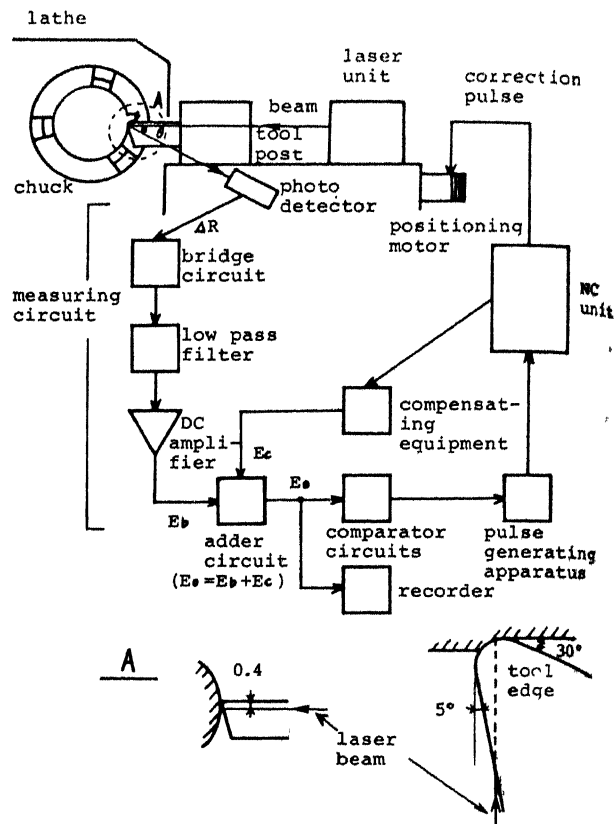 lathe
chuck
A
beam
tool
post
laser
unit
correction
pulse
photo
detector
positioning
motor
ΔR
bridge
circuit
measuring
circuit
NC
unit
low pass
filter
DC
ampli-
fier
Ec
compensat-
ing
equipment
Eb
adder
circuit
(Eo=Eb+Ec)
Eo
comparator
circuits
pulse
generating
apparatus
recorder
A
0.4
laser
beam
tool
edge
30°
5°